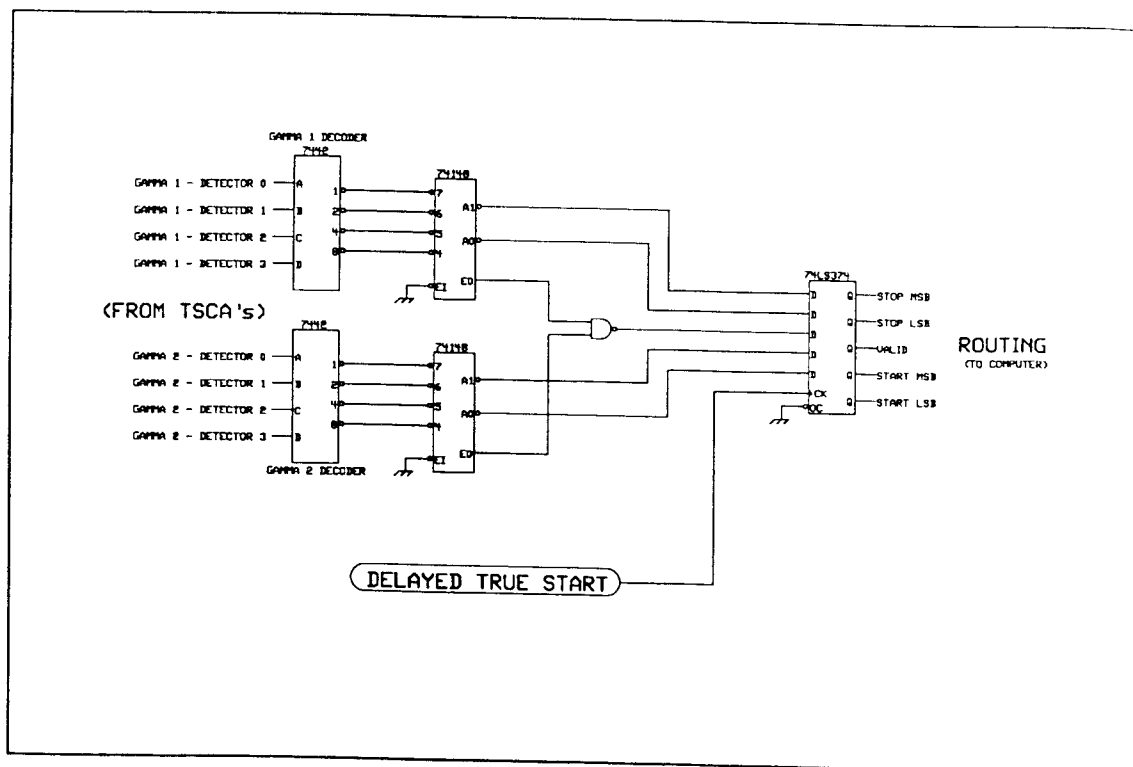 GAMMA 1 DECODER
7442
GAMMA 1 - DETECTOR 0
GAMMA 1 - DETECTOR 1
GAMMA 1 - DETECTOR 2
GAMMA 1 - DETECTOR 3
A
B
C
D
1
2
4
8
74148
7
6
5
4
EI
A1
A0
EO
(FROM TSCA's)
7442
GAMMA 2 - DETECTOR 0
GAMMA 2 - DETECTOR 1
GAMMA 2 - DETECTOR 2
GAMMA 2 - DETECTOR 3
A
B
C
D
1
2
4
8
GAMMA 2 DECODER
74148
7
6
5
4
EI
A1
A0
EO
74LS374
D
D
D
D
D
CK
OC
Q
Q
Q
Q
Q
STOP MSB
STOP LSB
VALID
START MSB
START LSB
ROUTING
(TO COMPUTER)
DELAYED TRUE START